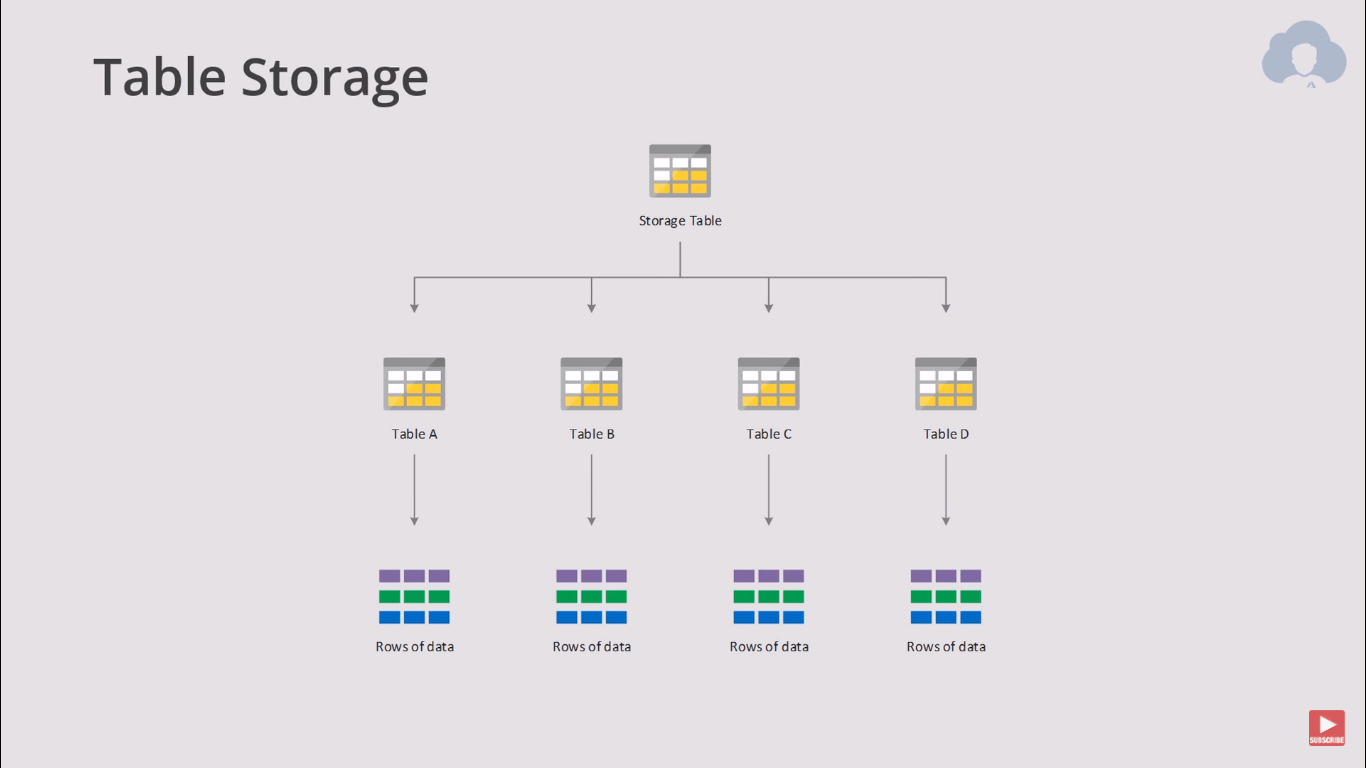 Table Storage
Storage Table
Table A
Table B
Table C
Table D
Rows of data
Rows of data
Rows of data
Rows of data
SUBSCRIBE